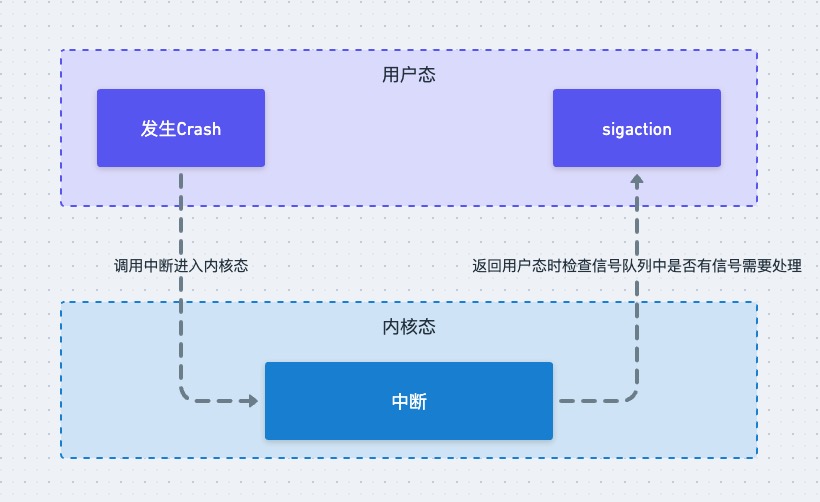 用户态
发生Crash
sigaction
调用中断进入内核态
返回用户态时检查信号队列中是否有信号需要处理
内核态
中断